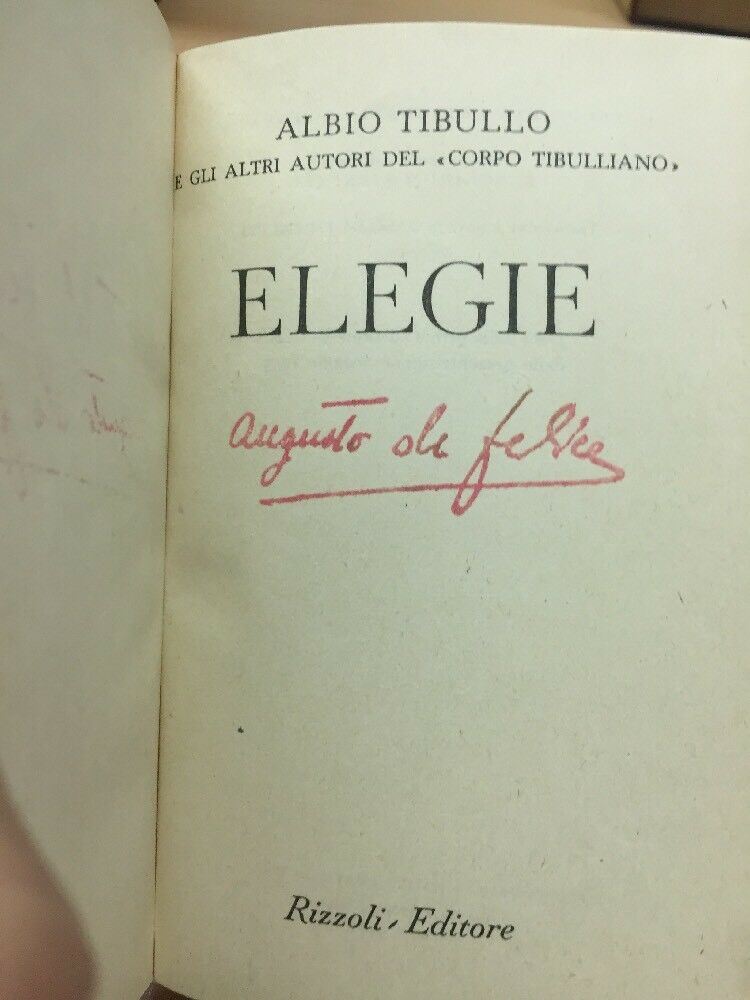 ALBIO TIBULLO
E GLI ALTRI AUTORI DEL «CORPO TIBULLIANO»
ELEGIE
Augusto de felice
Rizzoli - Editore